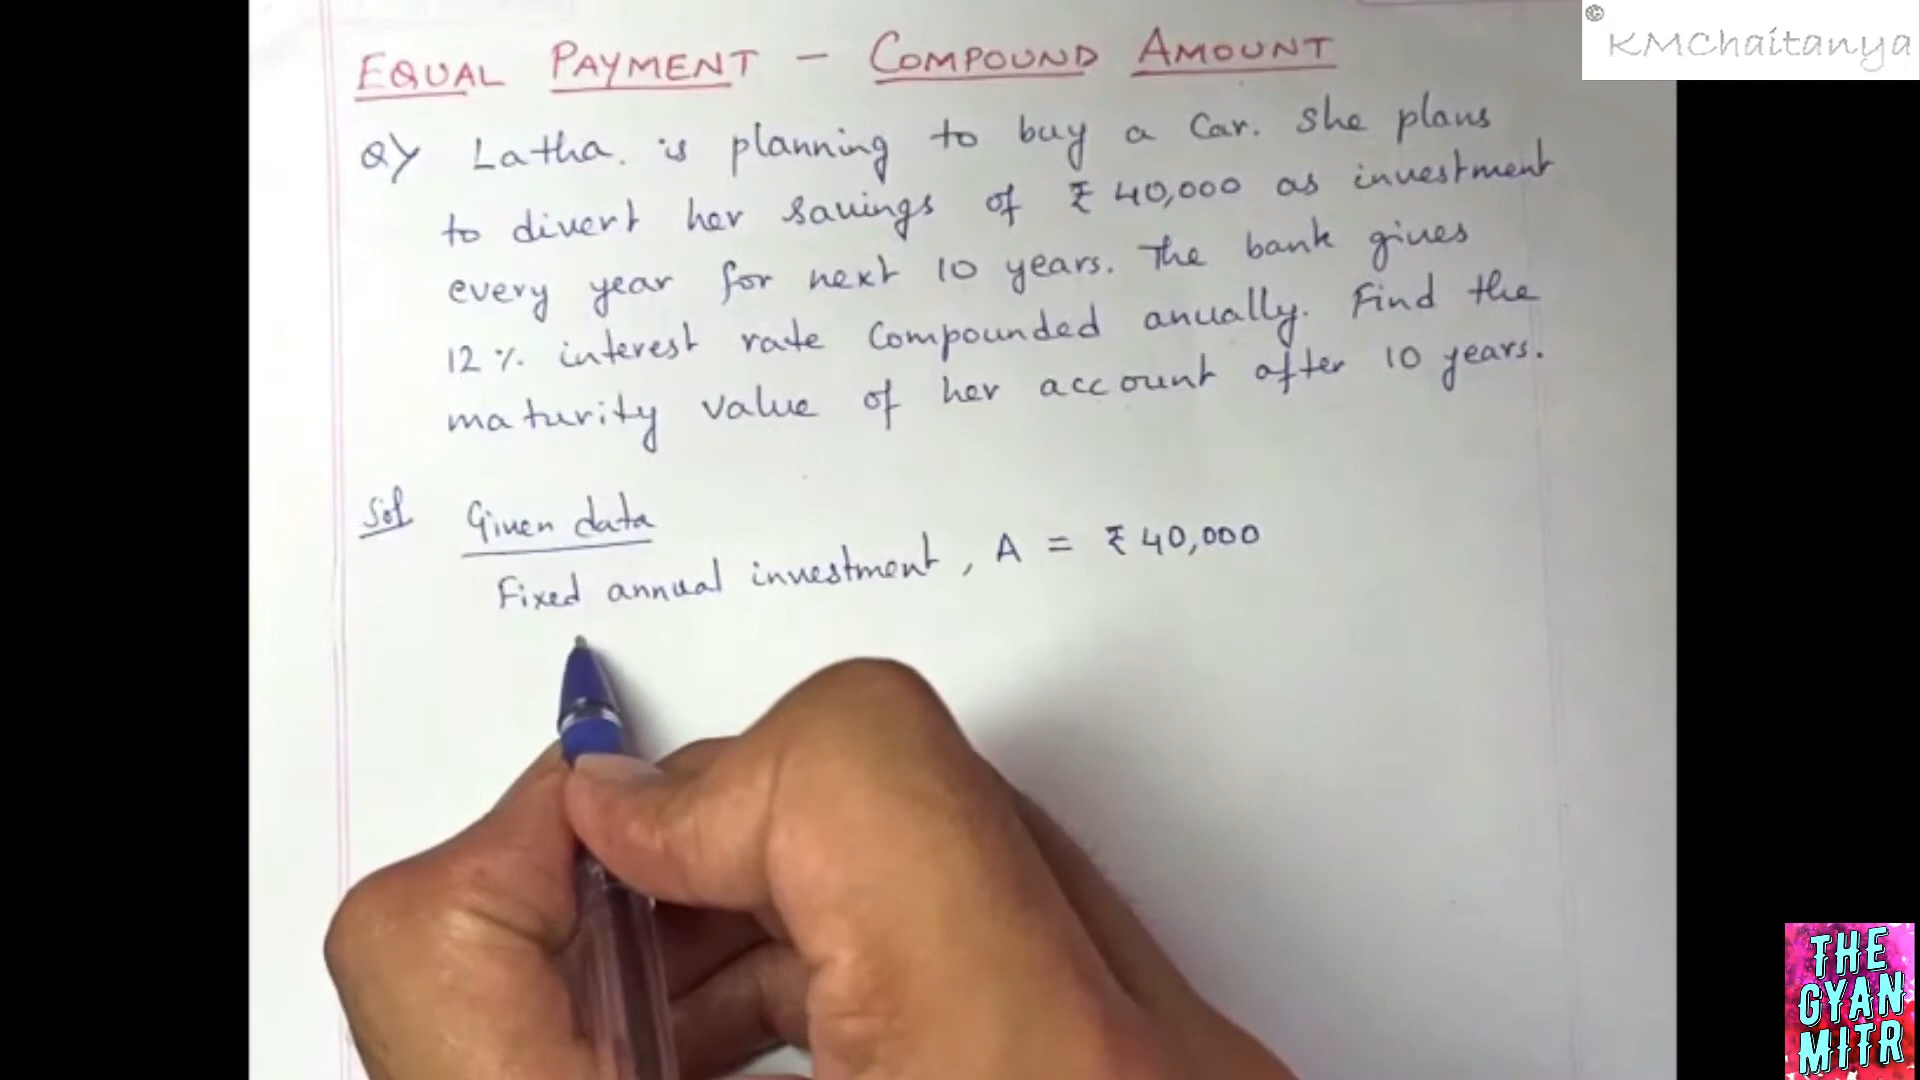 © KMChaitanya
EQUAL PAYMENT - COMPOUND AMOUNT
Q) Latha. is planning to buy a Car. She plans
to divert her savings of ₹ 40,000 as investment
every year for next 10 years. The bank gives
12 % interest rate Compounded anually. Find the
maturity value of her account after 10 years.
Sol Given data
Fixed annual investment, A = ₹ 40,000
THE
GYAN
MITR